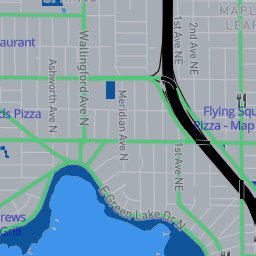 MAPL
LEAF
aurant
Wallingford Ave N
Ashworth Ave N
Meridian Ave N
1st Ave NE
2nd Ave NE
ds Pizza
Flying Squ
Pizza - Map
1st Ave NE
E Green Lake Dr N
ews
Grill